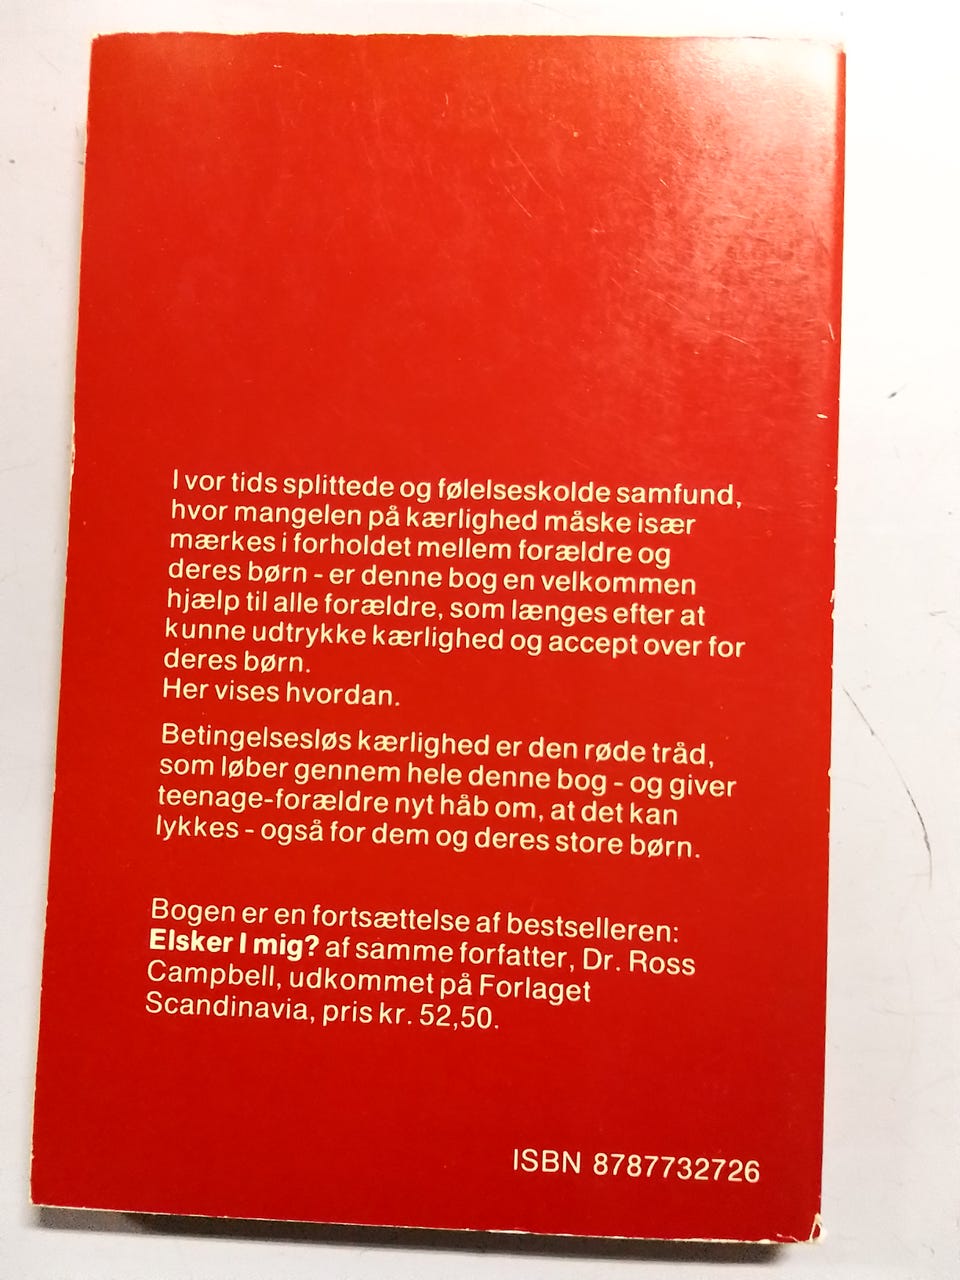 I vor tids splittede og følelseskolde samfund,
hvor mangelen på kærlighed måske især
mærkes i forholdet mellem forældre og
deres børn - er denne bog en velkommen
hjælp til alle forældre, som længes efter at
kunne udtrykke kærlighed og accept over for
deres børn.
Her vises hvordan.
Betingelsesløs kærlighed er den røde tråd,
som løber gennem hele denne bog - og giver
teenage-forældre nyt håb om, at det kan
lykkes - også for dem og deres store børn.
Bogen er en fortsættelse af bestselleren:
Elsker I mig? af samme forfatter, Dr. Ross
Campbell, udkommet på Forlaget
Scandinavia, pris kr. 52,50.
ISBN 8787732726